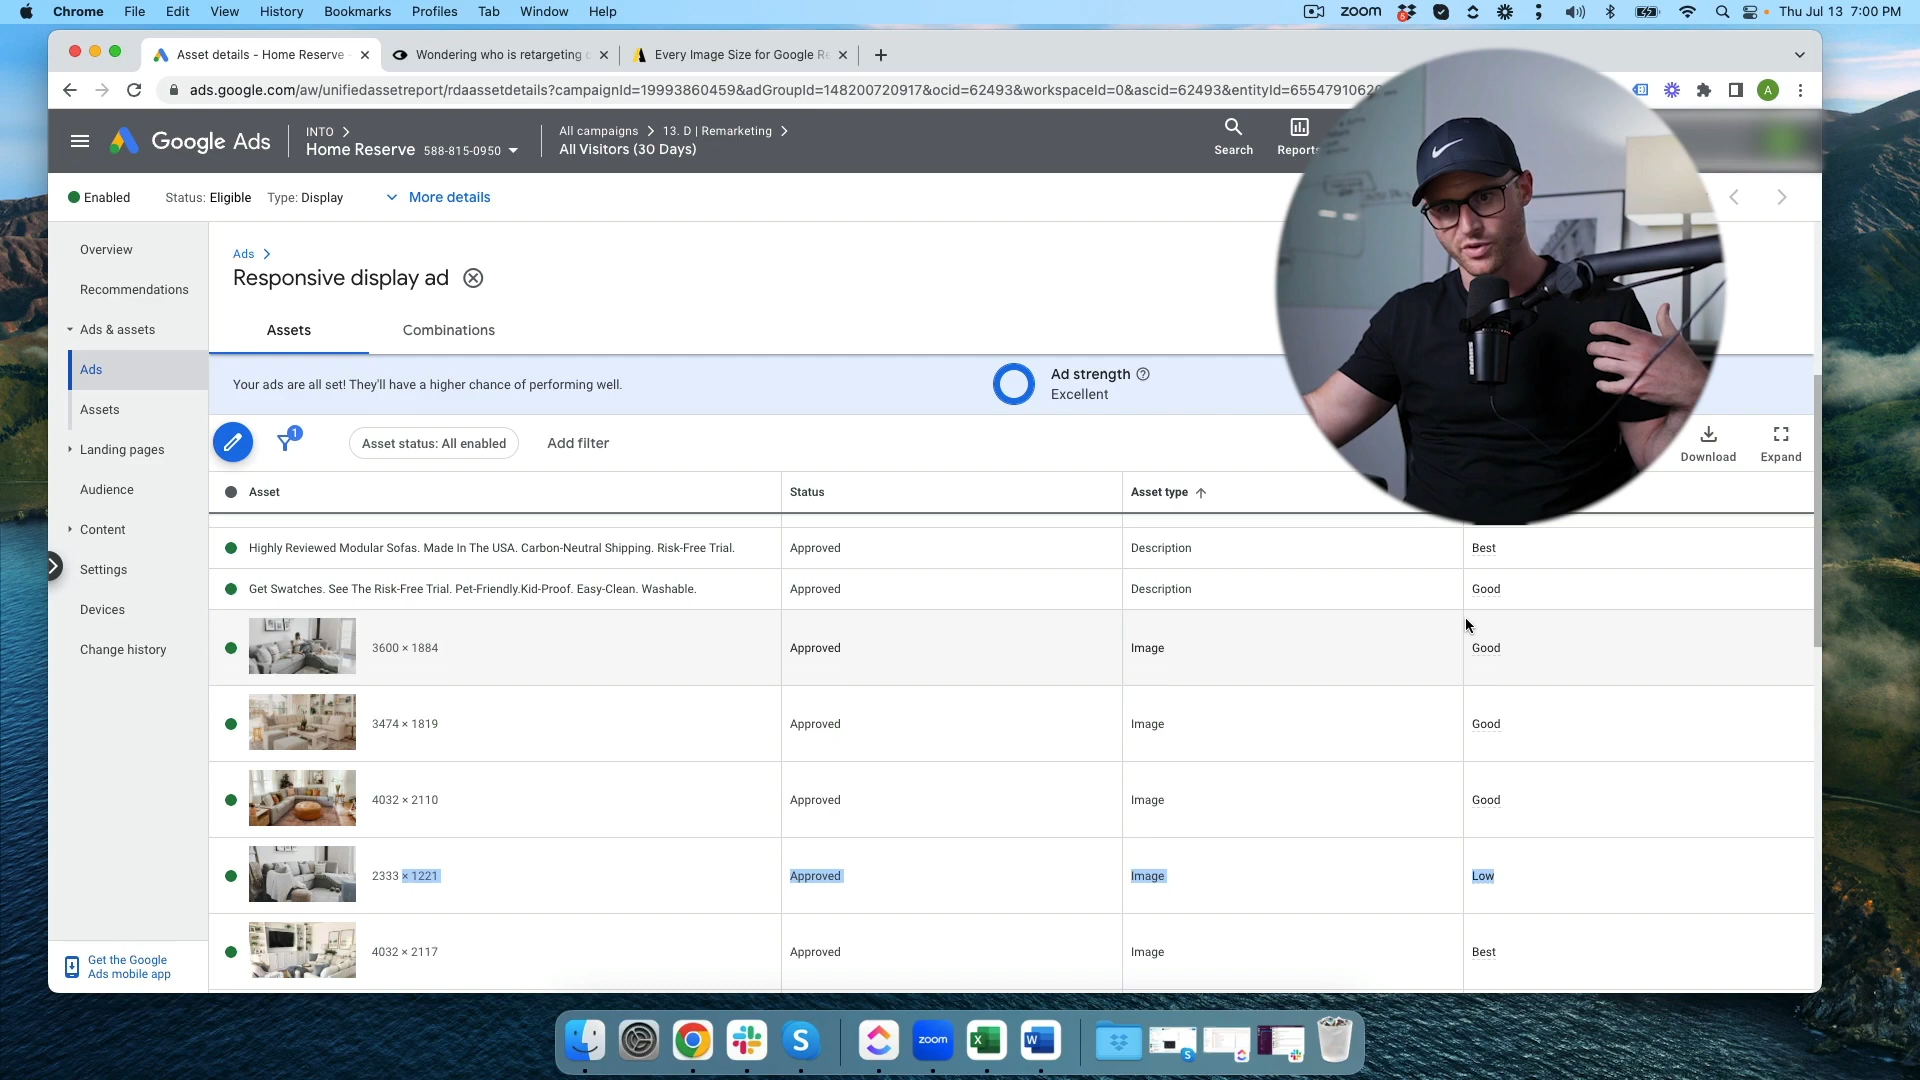 Chrome File Edit View History Bookmarks Profiles Tab Window Help
zoom
5
Thu Jul 13 7:00 PM
Asset details - Home Reserve -
Wondering who is retargeting
Every Image Size for Google Re
ads.google.com/aw/unifiedassetreport/rdaassetdetails?campaignId=19993860459&adGroupId=148200720917&ocid=62493&workspaceId=0&ascid=62493&entityId=6554791062
A
Google Ads
INTO
Home Reserve 588-815-0950
All campaigns 13. D | Remarketing
All Visitors (30 Days)
Search
Reports
Enabled
Status: Eligible
Type: Display
More details
Overview
Recommendations
Ads & assets
Ads
Assets
Landing pages
Audience
Content
Settings
Devices
Change history
Get the Google
Ads mobile app
Ads
Responsive display ad
Assets
Combinations
Your ads are all set! They'll have a higher chance of performing well.
Ad strength
Excellent
1
Asset status: All enabled
Add filter
Download
Expand
Asset Status Asset type
Highly Reviewed Modular Sofas. Made In The USA. Carbon-Neutral Shipping. Risk-Free Trial. Approved Description Best
Get Swatches. See The Risk-Free Trial. Pet-Friendly.Kid-Proof. Easy-Clean. Washable. Approved Description Good
3600 × 1884 Approved Image Good
3474 × 1819 Approved Image Good
4032 × 2110 Approved Image Good
2333 × 1221 Approved Image Low
4032 × 2117 Approved Image Best
S
zoom
X
W
S